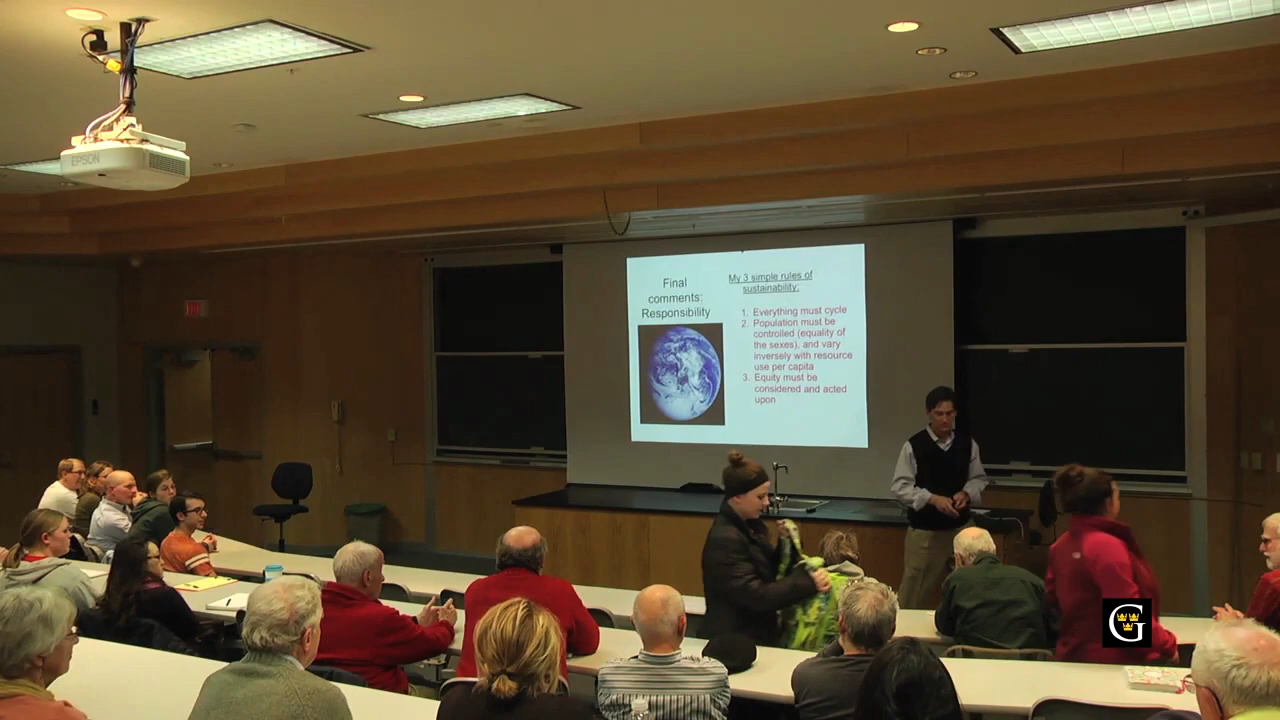 EPSON
Final
comments:
Responsibility
My 3 simple rules of
sustainability:
1. Everything must cycle
2. Population must be
controlled (equality of
the sexes), and vary
inversely with resource
use per capita
3. Equity must be
considered and acted
upon
G